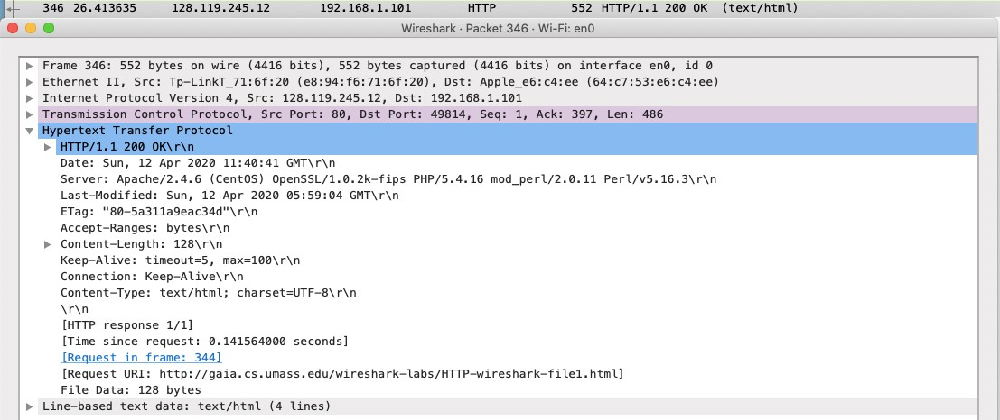 346 26.413635 128.119.245.12 192.168.1.101 HTTP 552 HTTP/1.1 200 OK (text/html)
Wireshark · Packet 346 · Wi-Fi: en0
Frame 346: 552 bytes on wire (4416 bits), 552 bytes captured (4416 bits) on interface en0, id 0
Ethernet II, Src: Tp-LinkT_71:6f:20 (e8:94:f6:71:6f:20), Dst: Apple_e6:c4:ee (64:c7:53:e6:c4:ee)
Internet Protocol Version 4, Src: 128.119.245.12, Dst: 192.168.1.101
Transmission Control Protocol, Src Port: 80, Dst Port: 49814, Seq: 1, Ack: 397, Len: 486
Hypertext Transfer Protocol
HTTP/1.1 200 OK\r\n
Date: Sun, 12 Apr 2020 11:40:41 GMT\r\n
Server: Apache/2.4.6 (CentOS) OpenSSL/1.0.2k-fips PHP/5.4.16 mod_perl/2.0.11 Perl/v5.16.3\r\n
Last-Modified: Sun, 12 Apr 2020 05:59:04 GMT\r\n
ETag: "80-5a311a9eac34d"\r\n
Accept-Ranges: bytes\r\n
Content-Length: 128\r\n
Keep-Alive: timeout=5, max=100\r\n
Connection: Keep-Alive\r\n
Content-Type: text/html; charset=UTF-8\r\n
\r\n
[HTTP response 1/1]
[Time since request: 0.141564000 seconds]
[Request in frame: 344]
[Request URI: http://gaia.cs.umass.edu/wireshark-labs/HTTP-wireshark-file1.html]
File Data: 128 bytes
Line-based text data: text/html (4 lines)